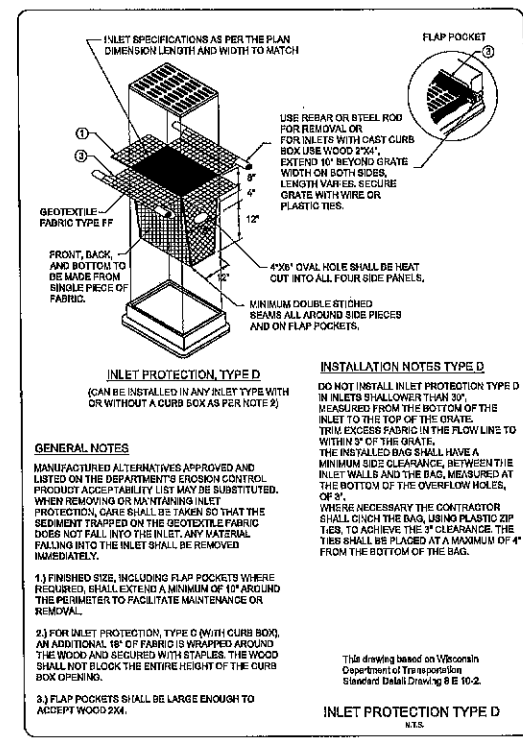 INLET SPECIFICATIONS AS PER THE PLAN
DIMENSION LENGTH AND WIDTH TO MATCH
FLAP POCKET
3
1
3
USE REBAR OR STEEL ROD
FOR REMOVAL OR
FOR INLETS WITH CAST CURB
BOX USE WOOD 2"X4",
EXTEND 10" BEYOND GRATE
WIDTH ON BOTH SIDES,
LENGTH VARIES. SECURE
GRATE WITH WIRE OR
PLASTIC TIES.
8"
4"
12"
12"
GEOTEXTILE
FABRIC TYPE FF
FRONT, BACK,
AND BOTTOM TO
BE MADE FROM
SINGLE PIECE OF
FABRIC.
4"X6" OVAL HOLE SHALL BE HEAT
CUT INTO ALL FOUR SIDE PANELS.
MINIMUM DOUBLE STICHED
SEAMS ALL AROUND SIDE PIECES
AND ON FLAP POCKETS.
INLET PROTECTION, TYPE D
(CAN BE INSTALLED IN ANY INLET TYPE WITH
OR WITHOUT A CURB BOX AS PER NOTE 2)
GENERAL NOTES
MANUFACTURED ALTERNATIVES APPROVED AND
LISTED ON THE DEPARTMENT'S EROSION CONTROL
PRODUCT ACCEPTABILITY LIST MAY BE SUBSTITUTED.
WHEN REMOVING OR MAINTAINING INLET
PROTECTION, CARE SHALL BE TAKEN SO THAT THE
SEDIMENT TRAPPED ON THE GEOTEXTILE FABRIC
DOES NOT FALL INTO THE INLET. ANY MATERIAL
FALLING INTO THE INLET SHALL BE REMOVED
IMMEDIATELY.
1.) FINISHED SIZE, INCLUDING FLAP POCKETS WHERE
REQUIRED, SHALL EXTEND A MINIMUM OF 10" AROUND
THE PERIMETER TO FACILITATE MAINTENANCE OR
REMOVAL.
2.) FOR INLET PROTECTION, TYPE C (WITH CURB BOX),
AN ADDITIONAL 18" OF FABRIC IS WRAPPED AROUND
THE WOOD AND SECURED WITH STAPLES. THE WOOD
SHALL NOT BLOCK THE ENTIRE HEIGHT OF THE CURB
BOX OPENING.
3.) FLAP POCKETS SHALL BE LARGE ENOUGH TO
ACCEPT WOOD 2X4.
INSTALLATION NOTES TYPE D
DO NOT INSTALL INLET PROTECTION TYPE D
IN INLETS SHALLOWER THAN 30",
MEASURED FROM THE BOTTOM OF THE
INLET TO THE TOP OF THE GRATE.
TRIM EXCESS FABRIC IN THE FLOW LINE TO
WITHIN 3" OF THE GRATE.
THE INSTALLED BAG SHALL HAVE A
MINIMUM SIDE CLEARANCE, BETWEEN THE
INLET WALLS AND THE BAG, MEASURED AT
THE BOTTOM OF THE OVERFLOW HOLES,
OF 3".
WHERE NECESSARY THE CONTRACTOR
SHALL CINCH THE BAG, USING PLASTIC ZIP
TIES, TO ACHIEVE THE 3" CLEARANCE. THE
TIES SHALL BE PLACED AT A MAXIMUM OF 4"
FROM THE BOTTOM OF THE BAG.
This drawing based on Wisconsin
Department of Transportation
Standard Detail Drawing 8 E 10-2.
INLET PROTECTION TYPE D
N.T.S.